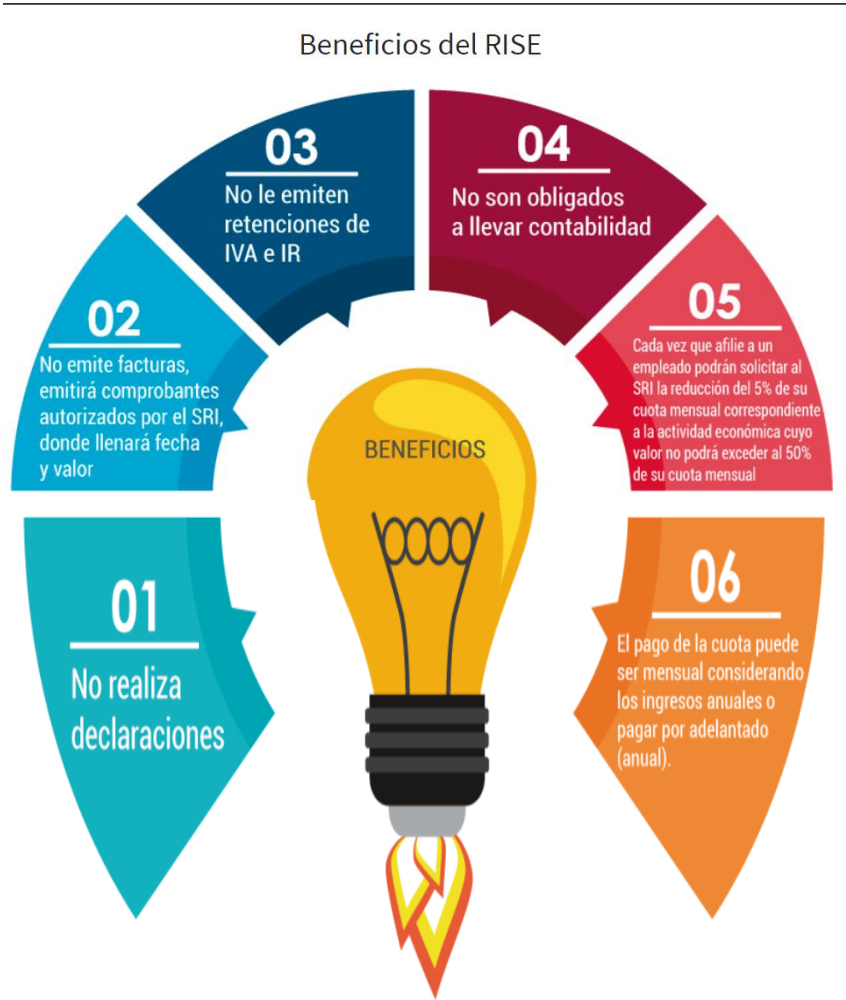 Beneficios del RISE
01
No realiza
declaraciones
02
No emite facturas,
emitirá comprobantes
autorizados por el SRI,
donde llenará fecha
y valor
03
No le emiten
retenciones de
IVA e IR
04
No son obligados
a llevar contabilidad
05
Cada vez que afilie a un
empleado podrán solicitar al
SRI la reducción del 5% de su
cuota mensual correspondiente
a la actividad económica cuyo
valor no podrá exceder al 50%
de su cuota mensual
06
El pago de la cuota puede
ser mensual considerando
los ingresos anuales o
pagar por adelantado
(anual).
BENEFICIOS